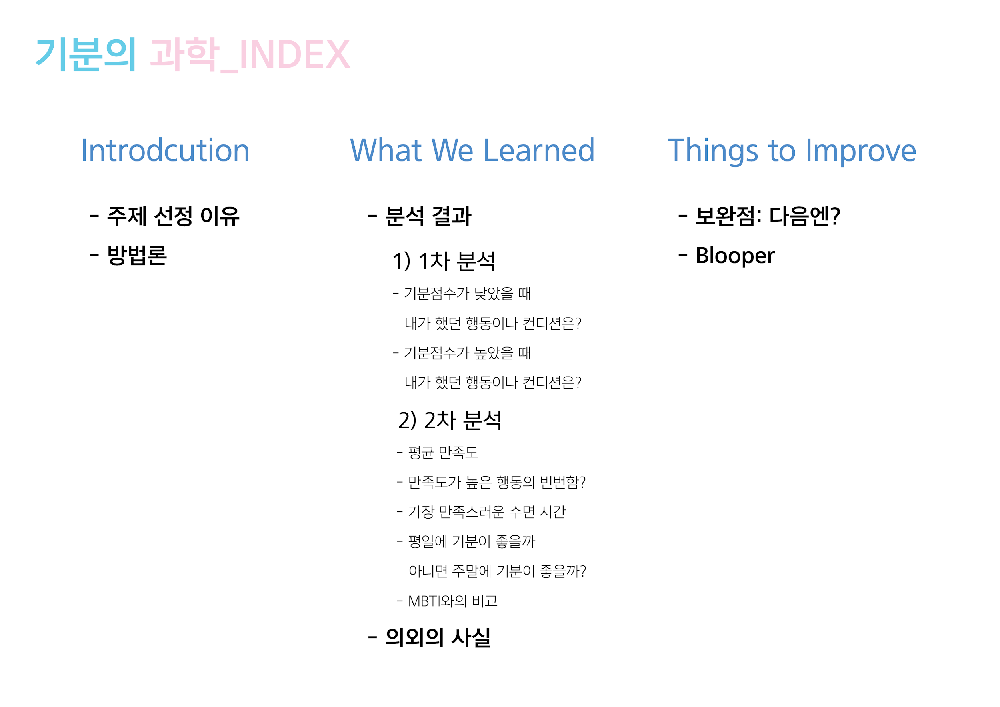 기분의 과학_INDEX
Introdcution
- 주제 선정 이유
- 방법론
What We Learned
- 분석 결과
1) 1차 분석
- 기분점수가 낮았을 때
내가 했던 행동이나 컨디션은?
- 기분점수가 높았을 때
내가 했던 행동이나 컨디션은?
2) 2차 분석
- 평균 만족도
- 만족도가 높은 행동의 빈번함?
- 가장 만족스러운 수면 시간
- 평일에 기분이 좋을까
아니면 주말에 기분이 좋을까?
- MBTI와의 비교
- 의외의 사실
Things to Improve
- 보완점: 다음엔?
- Blooper